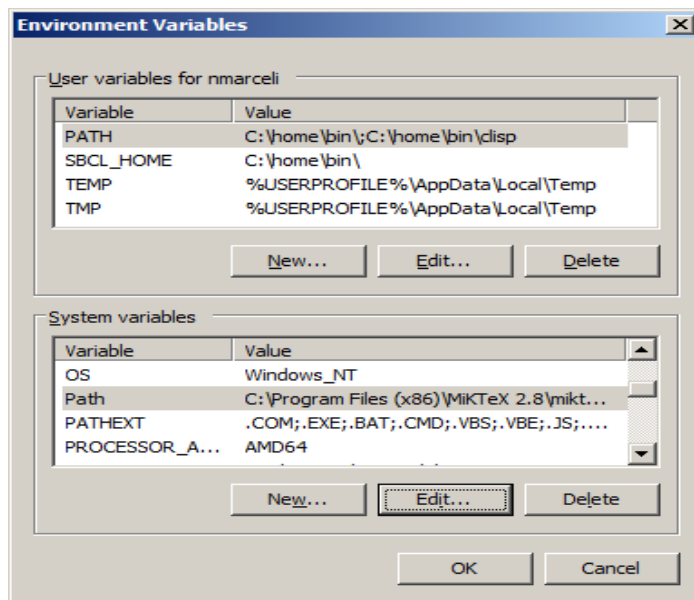 Environment Variables
User variables for nmarceli
Variable Value
PATH C:\home\bin\;C:\home\bin\clisp
SBCL_HOME C:\home\bin\
TEMP %USERPROFILE%\AppData\Local\Temp
TMP %USERPROFILE%\AppData\Local\Temp
New... Edit... Delete
System variables
Variable Value
OS Windows_NT
Path C:\Program Files (x86)\MiKTeX 2.8\mikt...
PATHEXT .COM;.EXE;.BAT;.CMD;.VBS;.VBE;.JS;....
PROCESSOR_A... AMD64
New... Edit... Delete
OK Cancel